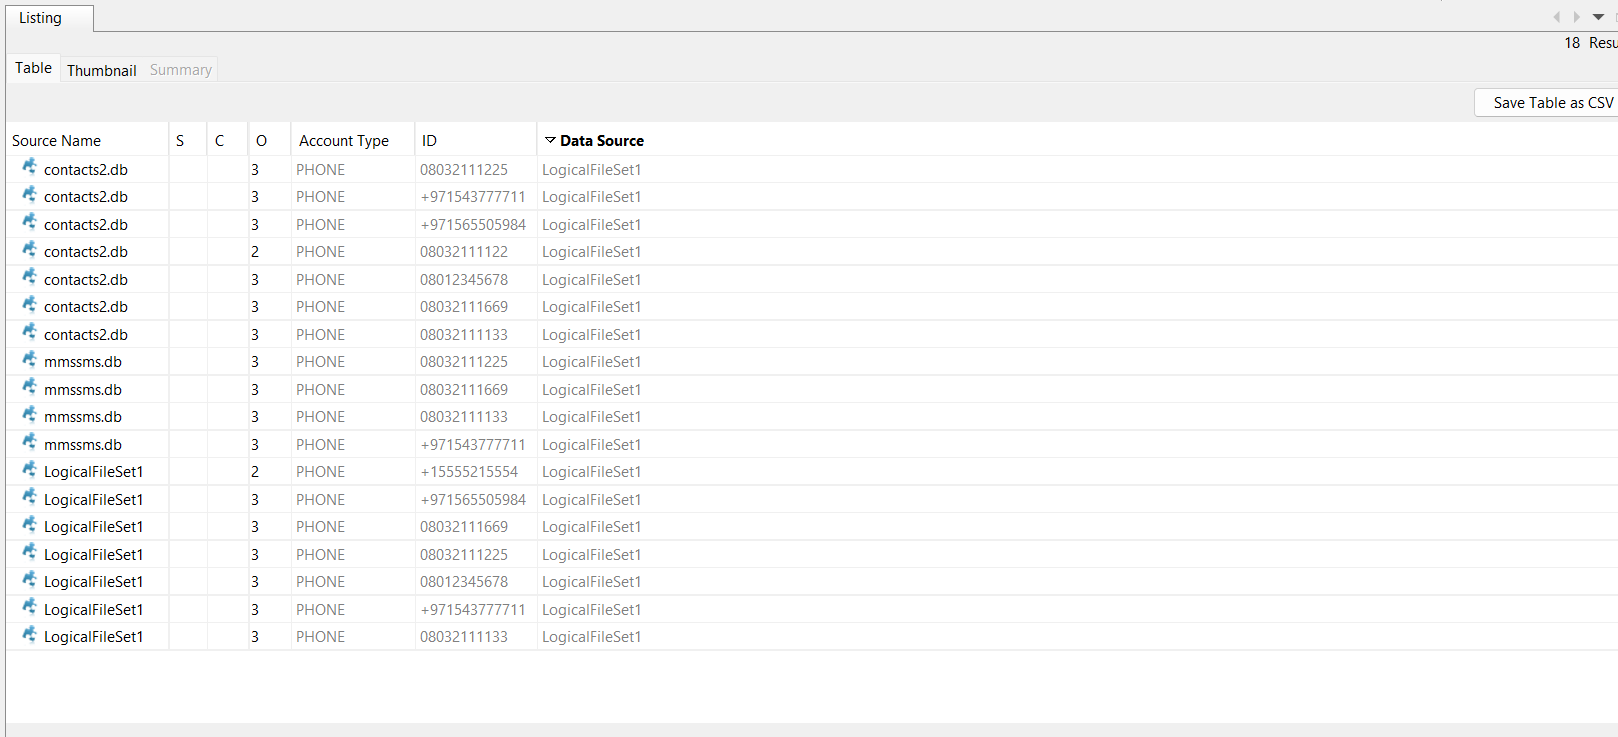 Listing
18 Resu
Table Thumbnail Summary
Save Table as CSV
Source Name S C O Account Type ID Data Source
contacts2.db 3 PHONE 08032111225 LogicalFileSet1
contacts2.db 3 PHONE +971543777711 LogicalFileSet1
contacts2.db 3 PHONE +971565505984 LogicalFileSet1
contacts2.db 2 PHONE 08032111122 LogicalFileSet1
contacts2.db 3 PHONE 08012345678 LogicalFileSet1
contacts2.db 3 PHONE 08032111669 LogicalFileSet1
contacts2.db 3 PHONE 08032111133 LogicalFileSet1
mmssms.db 3 PHONE 08032111225 LogicalFileSet1
mmssms.db 3 PHONE 08032111669 LogicalFileSet1
mmssms.db 3 PHONE 08032111133 LogicalFileSet1
mmssms.db 3 PHONE +971543777711 LogicalFileSet1
LogicalFileSet1 2 PHONE +15555215554 LogicalFileSet1
LogicalFileSet1 3 PHONE +971565505984 LogicalFileSet1
LogicalFileSet1 3 PHONE 08032111669 LogicalFileSet1
LogicalFileSet1 3 PHONE 08032111225 LogicalFileSet1
LogicalFileSet1 3 PHONE 08012345678 LogicalFileSet1
LogicalFileSet1 3 PHONE +971543777711 LogicalFileSet1
LogicalFileSet1 3 PHONE 08032111133 LogicalFileSet1